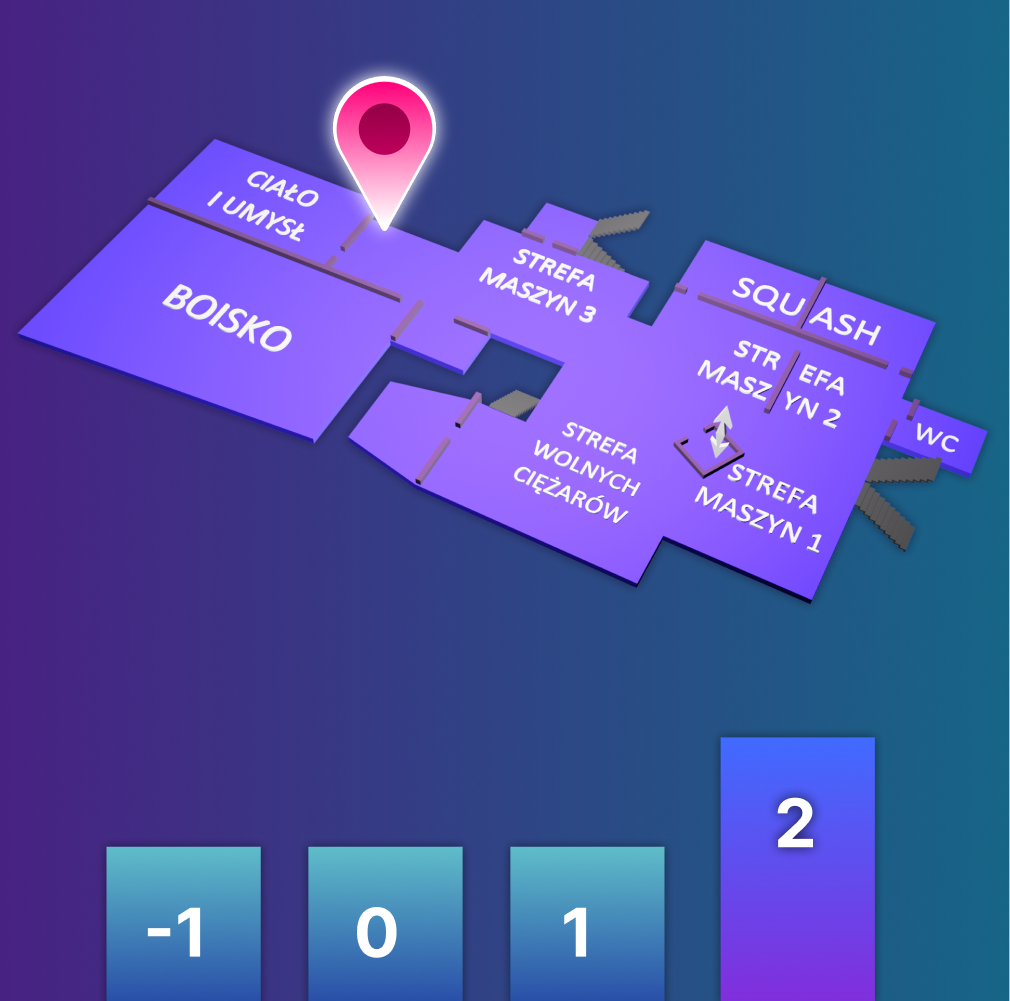 CIAŁO
I UMYSŁ
BOISKO
STREFA
MASZYN 3
SQUASH
STREFA
MASZYN 2
WC
STREFA
WOLNYCH
CIĘŻARÓW
STREFA
MASZYN 1
-1
0
1
2